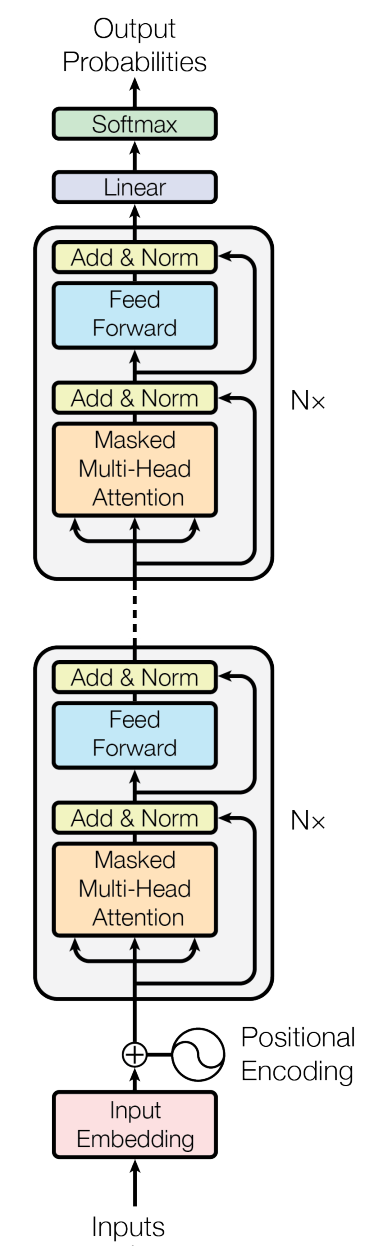 Output
Probabilities
Softmax
Linear
Add & Norm
Feed
Forward
Add & Norm
N×
Masked
Multi-Head
Attention
Add & Norm
Feed
Forward
Add & Norm
N×
Masked
Multi-Head
Attention
Positional
Encoding
Input
Embedding
Inputs